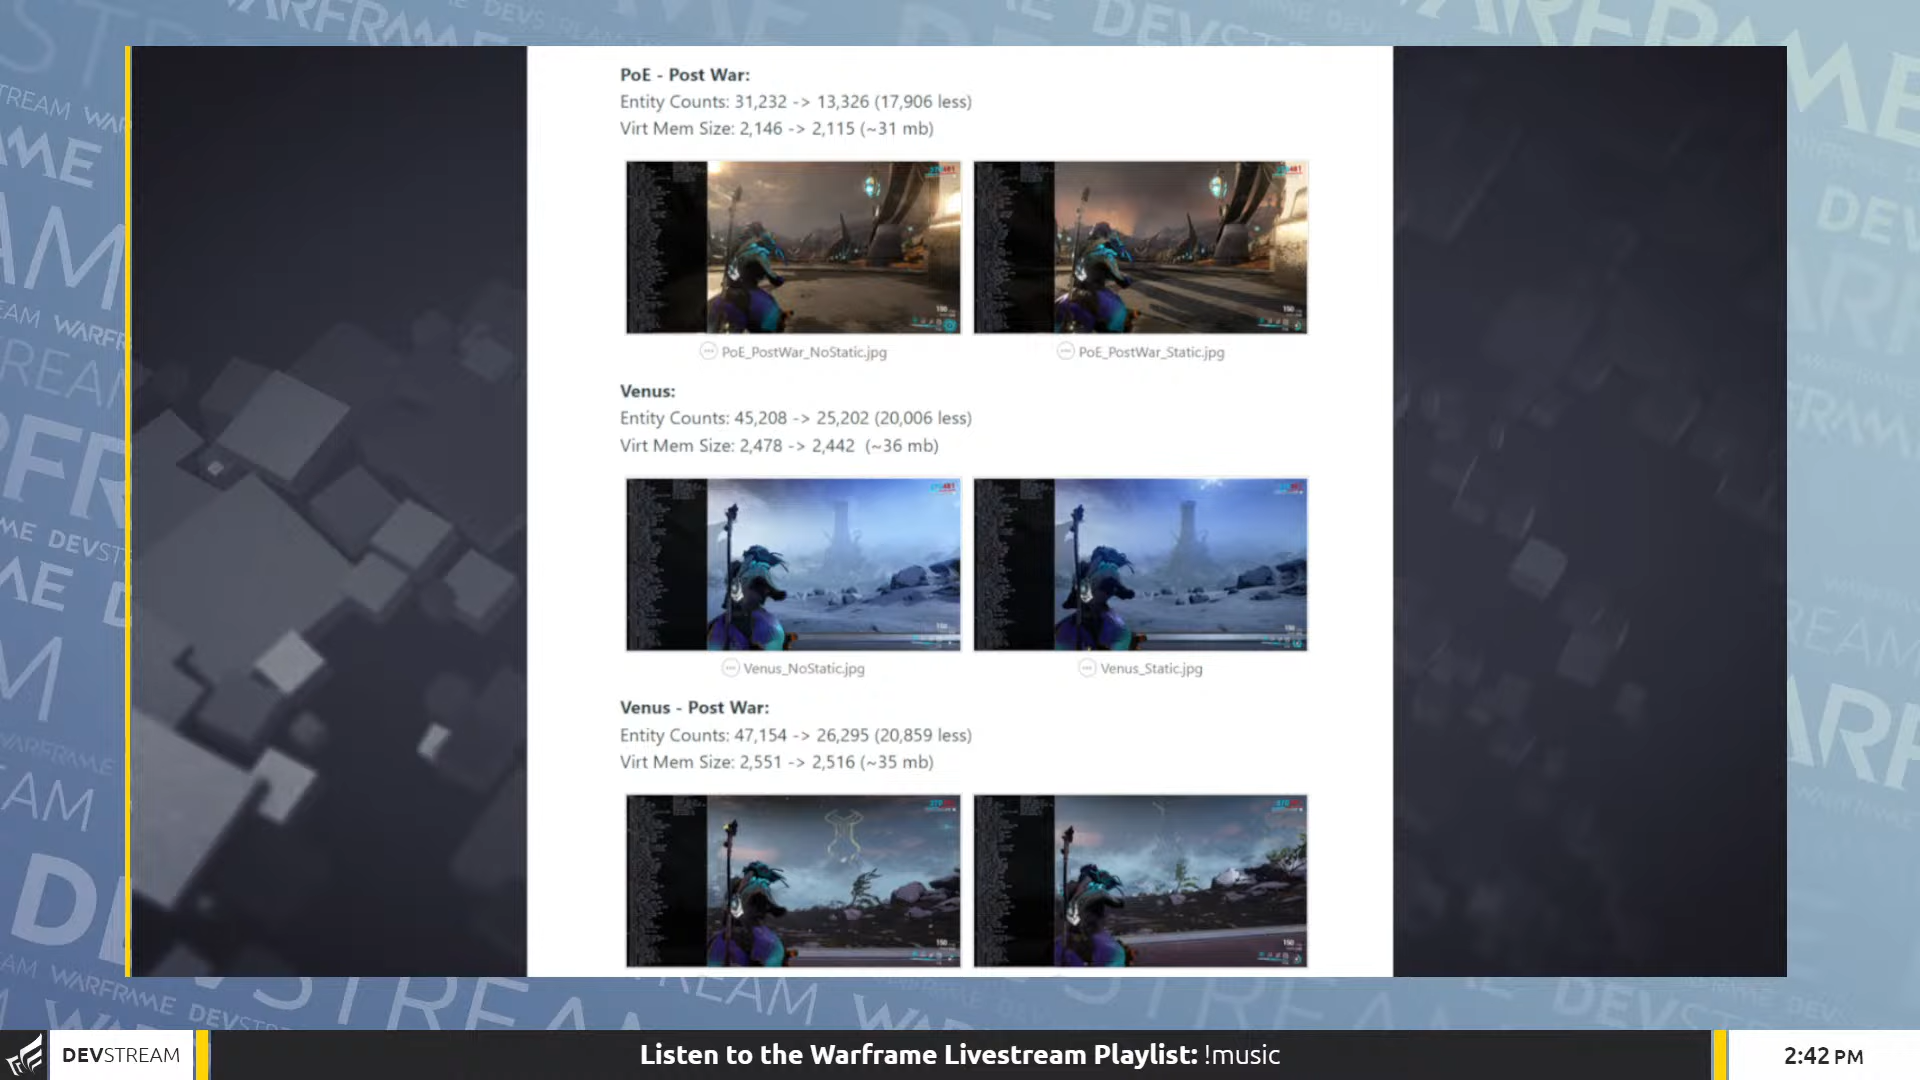 PoE - Post War:
Entity Counts: 31,232 -> 13,326 (17,906 less)
Virt Mem Size: 2,146 -> 2,115 (~31 mb)
PoE_PostWar_NoStatic.jpg
PoE_PostWar_Static.jpg
Venus:
Entity Counts: 45,208 -> 25,202 (20,006 less)
Virt Mem Size: 2,478 -> 2,442 (~36 mb)
Venus_NoStatic.jpg
Venus_Static.jpg
Venus - Post War:
Entity Counts: 47,154 -> 26,295 (20,859 less)
Virt Mem Size: 2,551 -> 2,516 (~35 mb)
DEVSTREAM
Listen to the Warframe Livestream Playlist: !music
2:42 PM